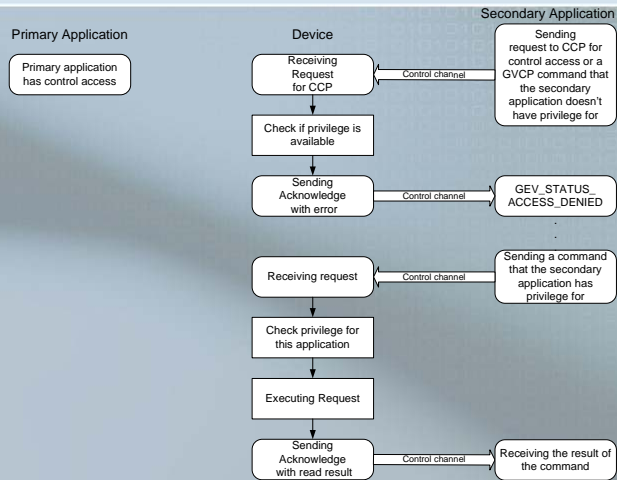 Primary Application
Device
Secondary Application
Primary application
has control access
Receiving
Request
for CCP
Control channel
Sending
request to CCP for
control access or a
GVCP command that
the secondary
application doesn't
have privilege for
Check if privilege is
available
Sending
Acknowledge
with error
Control channel
GEV_STATUS_
ACCESS_DENIED
.
.
Receiving request
Control channel
Sending a command
that the secondary
application has
privilege for
Check privilege for
this application
Executing Request
Sending
Acknowledge
with read result
Control channel
Receiving the result of
the command